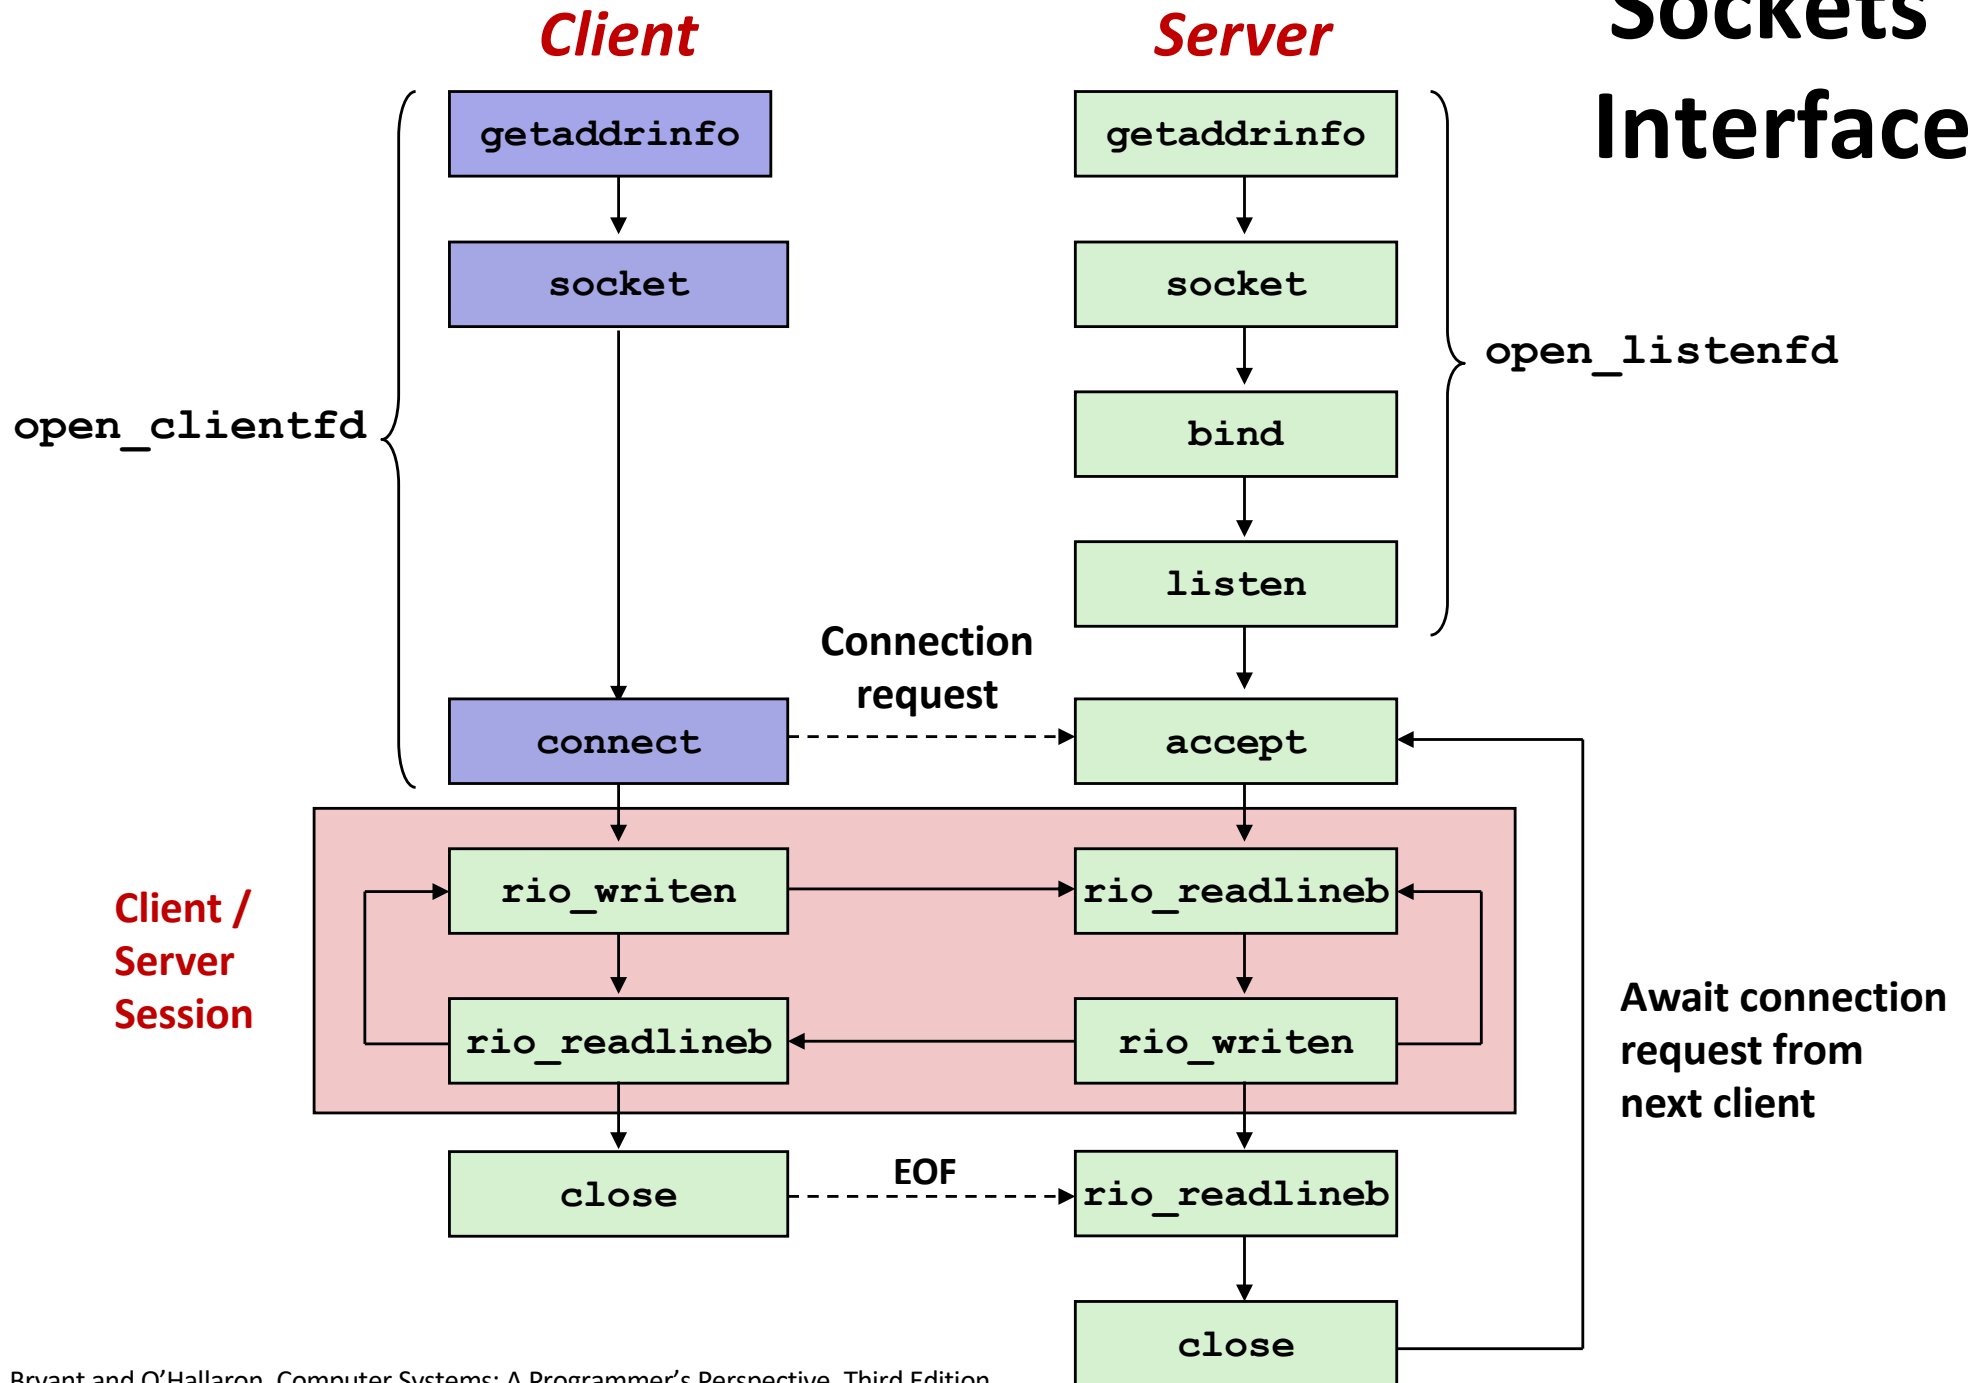 Client
Server
Sockets
Interface
getaddrinfo
getaddrinfo
socket
socket
open_listenfd
open_clientfd
bind
listen
Connection
request
connect
accept
Client /
Server
Session
rio_writen
rio_readlineb
rio_readlineb
rio_writen
Await connection
request from
next client
close
EOF
rio_readlineb
close
Bryant and O'Hallaron, Computer Systems: A Programmer's Perspective, Third Edition